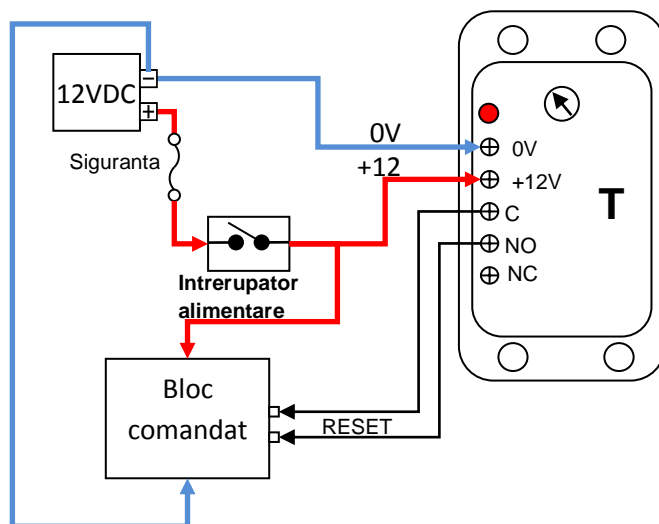 12VDC
−
+
Siguranta
0V
+12
0V
+12V
C
NO
NC
T
Intrerupator
alimentare
Bloc
comandat
RESET